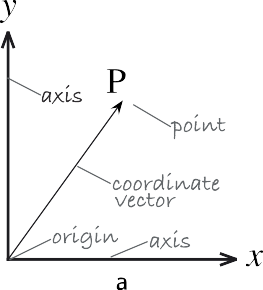 y
axis
P
point
coordinate
vector
origin
axis
x
a